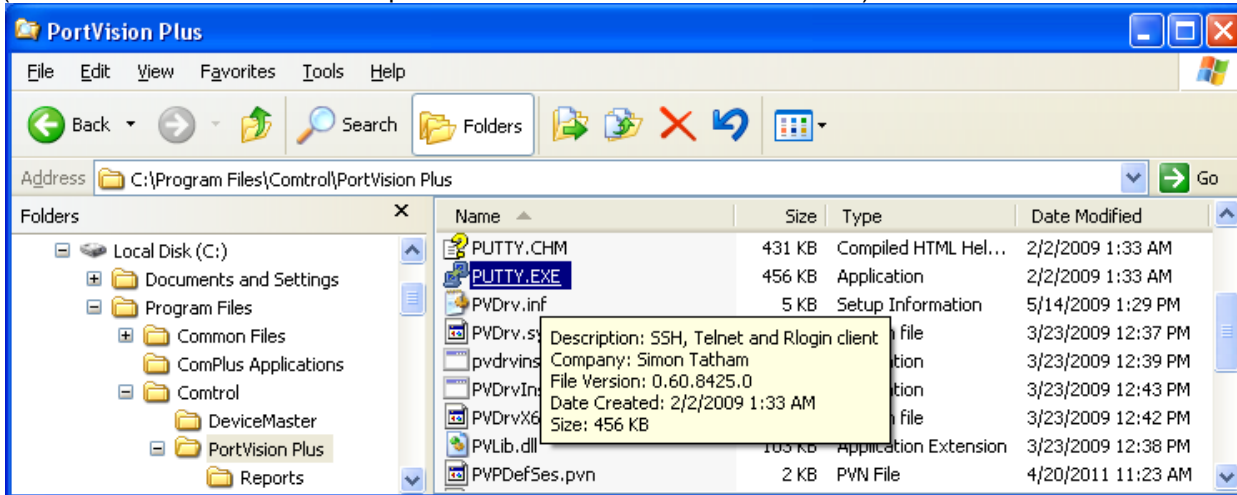 PortVision Plus
File Edit View Favorites Tools Help
Back Search Folders
Address C:\Program Files\Comtrol\PortVision Plus Go
Folders
Local Disk (C:)
Documents and Settings
Program Files
Common Files
ComPlus Applications
Comtrol
DeviceMaster
PortVision Plus
Reports
Name Size Type Date Modified
PUTTY.CHM 431 KB Compiled HTML Hel... 2/2/2009 1:33 AM
PUTTY.EXE 456 KB Application 2/2/2009 1:33 AM
PVDrv.inf 5 KB Setup Information 5/14/2009 1:29 PM
PVDrv.s file 3/23/2009 12:37 PM
pvdrvins 3/23/2009 12:39 PM
PVDrvIn 3/23/2009 12:43 PM
PVDrvX6 file 3/23/2009 12:42 PM
PVLib.dll 103 KB Application Extension 3/23/2009 12:38 PM
PVPDefSes.pvn 2 KB PVN File 4/20/2011 11:23 AM
Description: SSH, Telnet and Rlogin client
Company: Simon Tatham
File Version: 0.60.8425.0
Date Created: 2/2/2009 1:33 AM
Size: 456 KB